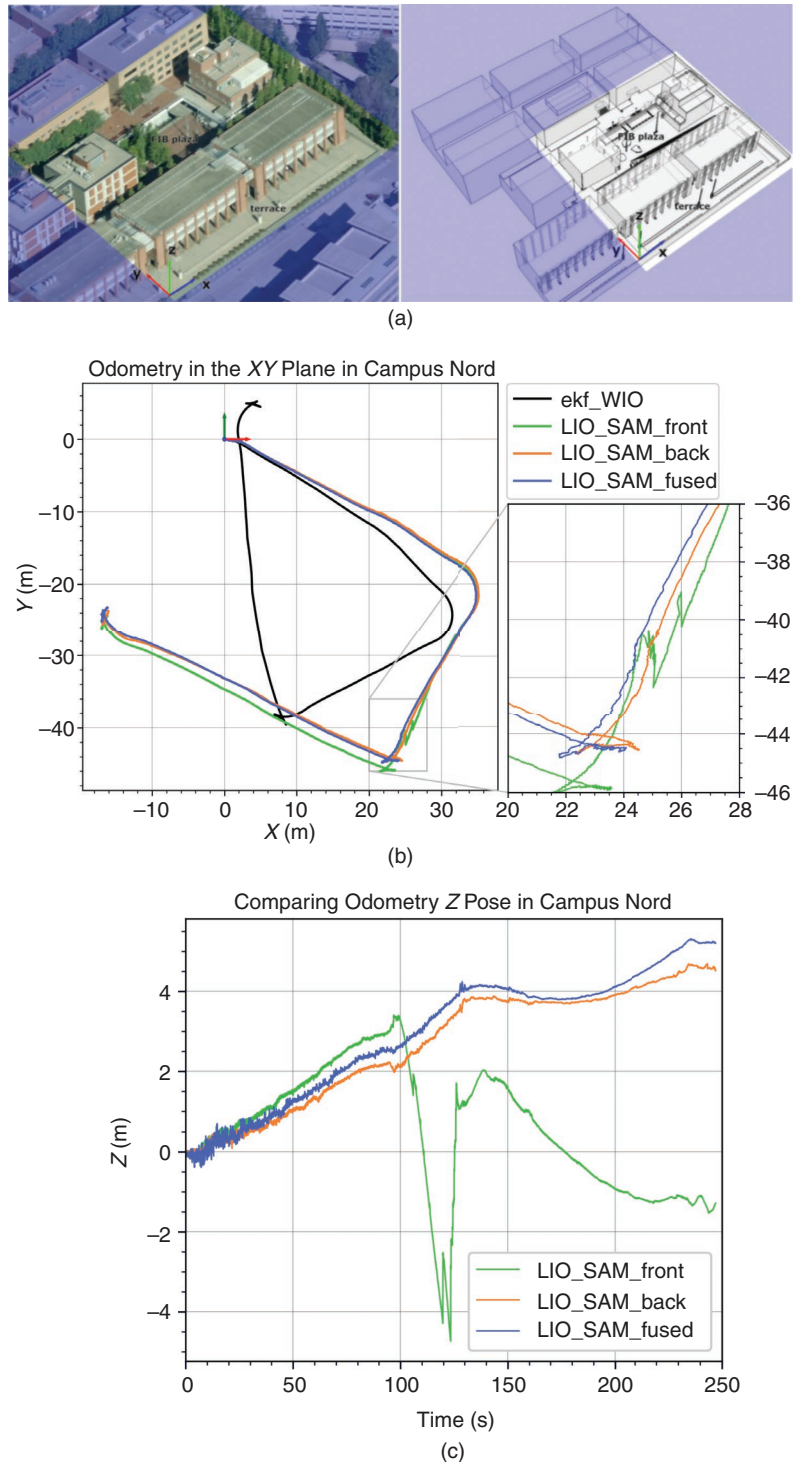 FIB plaza
terrace
z
y
x
FIB plaza
terrace
z
y
x
(a)
Odometry in the XY Plane in Campus Nord
ekf_WIO
LIO_SAM_front
LIO_SAM_back
LIO_SAM_fused
0
−10
−20
−30
−40
Y (m)
−10
0
10
20
30
X (m)
−36
−38
−40
−42
−44
−46
20
22
24
26
28
(b)
Comparing Odometry Z Pose in Campus Nord
4
2
0
−2
−4
Z (m)
LIO_SAM_front
LIO_SAM_back
LIO_SAM_fused
0
50
100
150
200
250
Time (s)
(c)